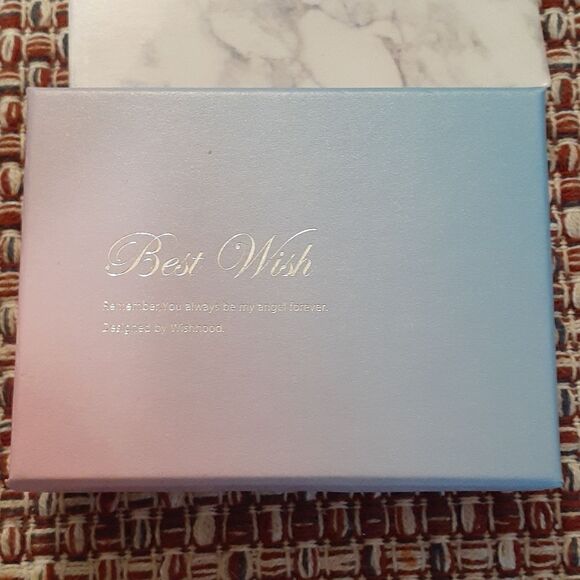 Best Wish
Remember,You always be my angel forever.
Designed by Wishhood.